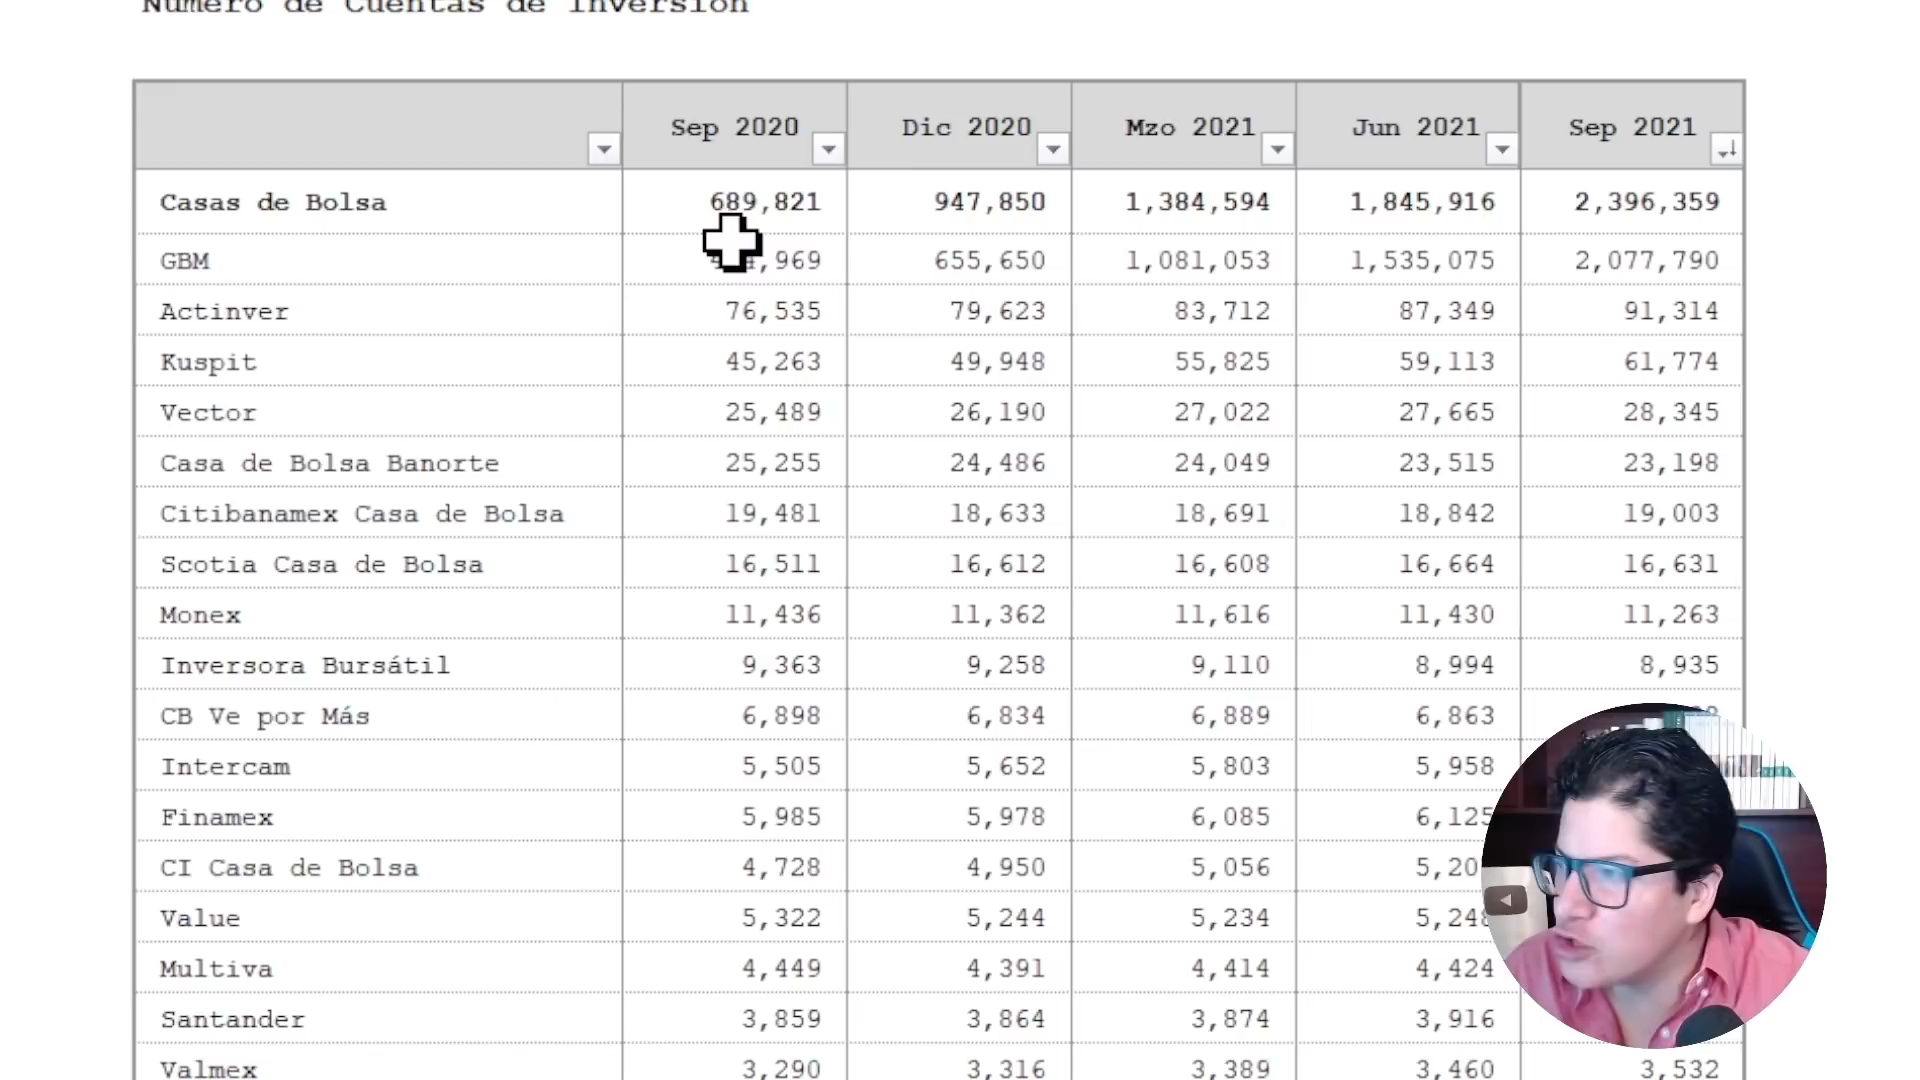 Número de Cuentas de Inversión
Sep 2020 Dic 2020 Mzo 2021 Jun 2021 Sep 2021
Casas de Bolsa 689,821 947,850 1,384,594 1,845,916 2,396,359
GBM 655,650 1,081,053 1,535,075 2,077,790
Actinver 76,535 79,623 83,712 87,349 91,314
Kuspit 45,263 49,948 55,825 59,113 61,774
Vector 25,489 26,190 27,022 27,665 28,345
Casa de Bolsa Banorte 25,255 24,486 24,049 23,515 23,198
Citibanamex Casa de Bolsa 19,481 18,633 18,691 18,842 19,003
Scotia Casa de Bolsa 16,511 16,612 16,608 16,664 16,631
Monex 11,436 11,362 11,616 11,430 11,263
Inversora Bursátil 9,363 9,258 9,110 8,994 8,935
CB Ve por Más 6,898 6,834 6,889 6,863
Intercam 5,505 5,652 5,803 5,958
Finamex 5,985 5,978 6,085 6,125
CI Casa de Bolsa 4,728 4,950 5,056
Value 5,322 5,244 5,234 5,248
Multiva 4,449 4,391 4,414 4,424
Santander 3,859 3,864 3,874 3,916
Valmex 3,290 3,316 3,389 3,460 3,532